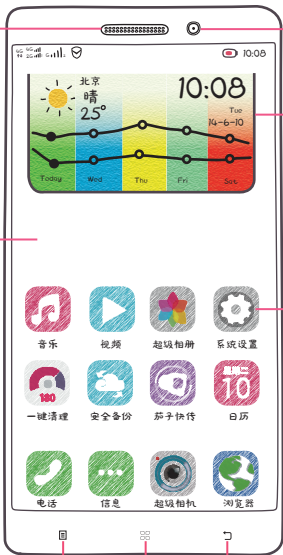 10:08
北京
晴
25°
10:08
Tue
14-6-10
Today Wed Thu Fri Sat
音乐 视频 超级相册 系统设置
180
10
一键清理 安全备份 茄子快传 日历
电话 信息 超级相机 浏览器